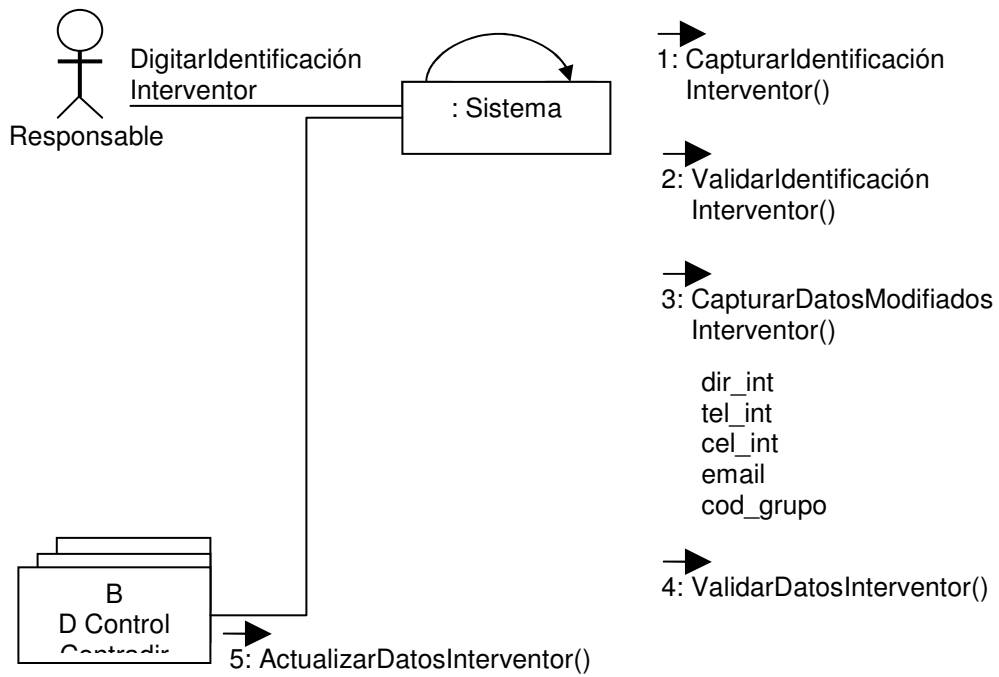 DigitarIdentificación
Interventor
Responsable
: Sistema
1: CapturarIdentificación
Interventor()
2: ValidarIdentificación
Interventor()
3: CapturarDatosModifiados
Interventor()
dir_int
tel_int
cel_int
email
cod_grupo
4: ValidarDatosInterventor()
B
D Control
5: ActualizarDatosInterventor()